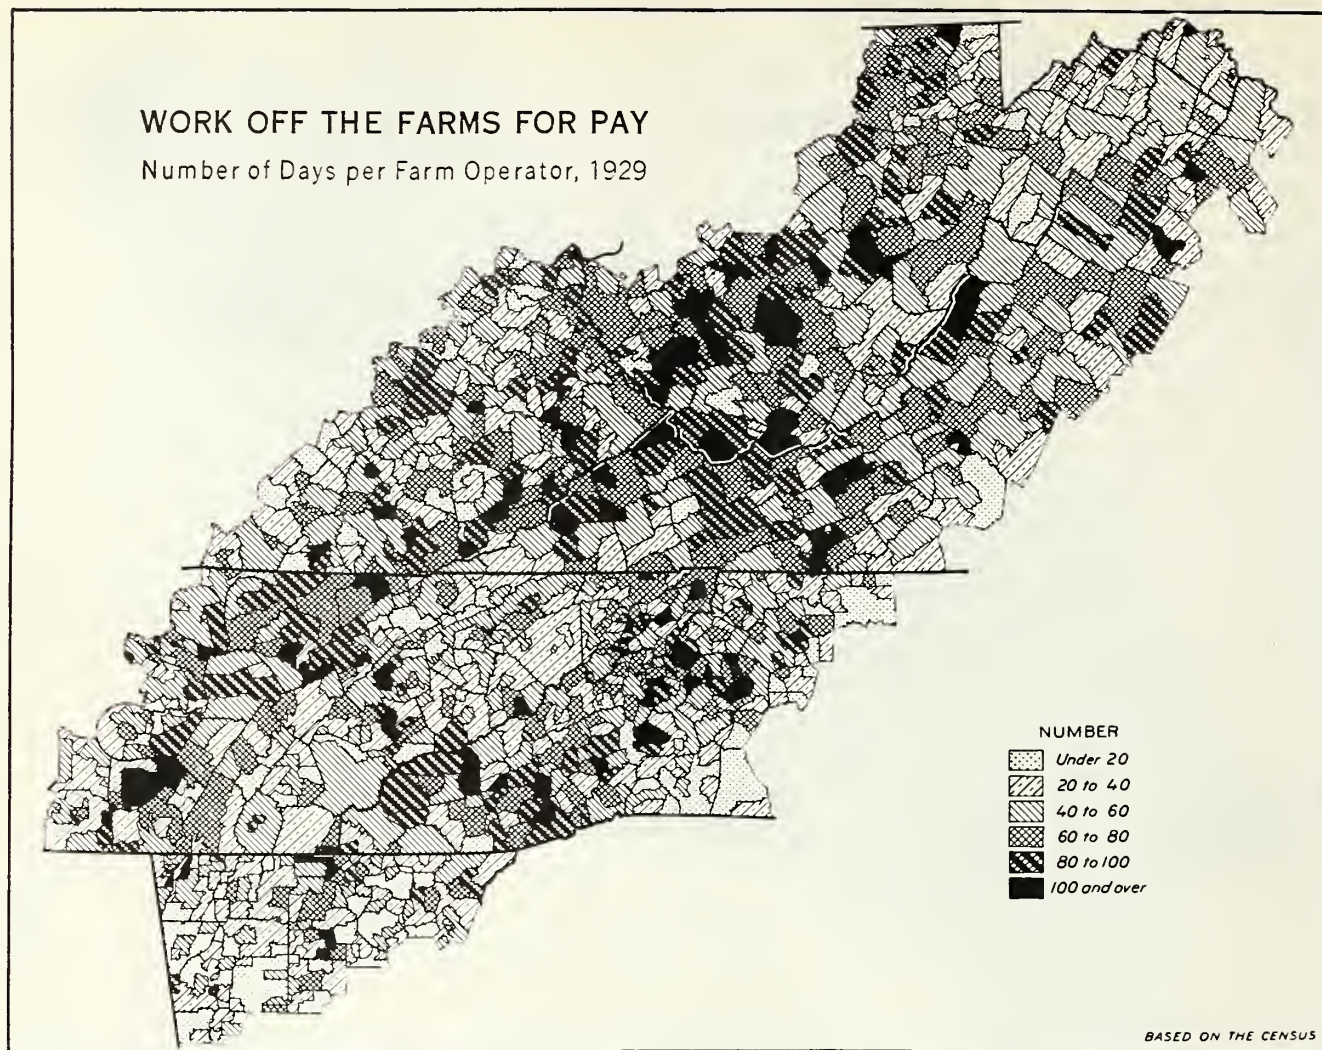 WORK OFF THE FARMS FOR PAY
Number of Days per Farm Operator, 1929
NUMBER
Under 20
20 to 40
40 to 60
60 to 80
80 to 100
100 and over
BASED ON THE CENSUS